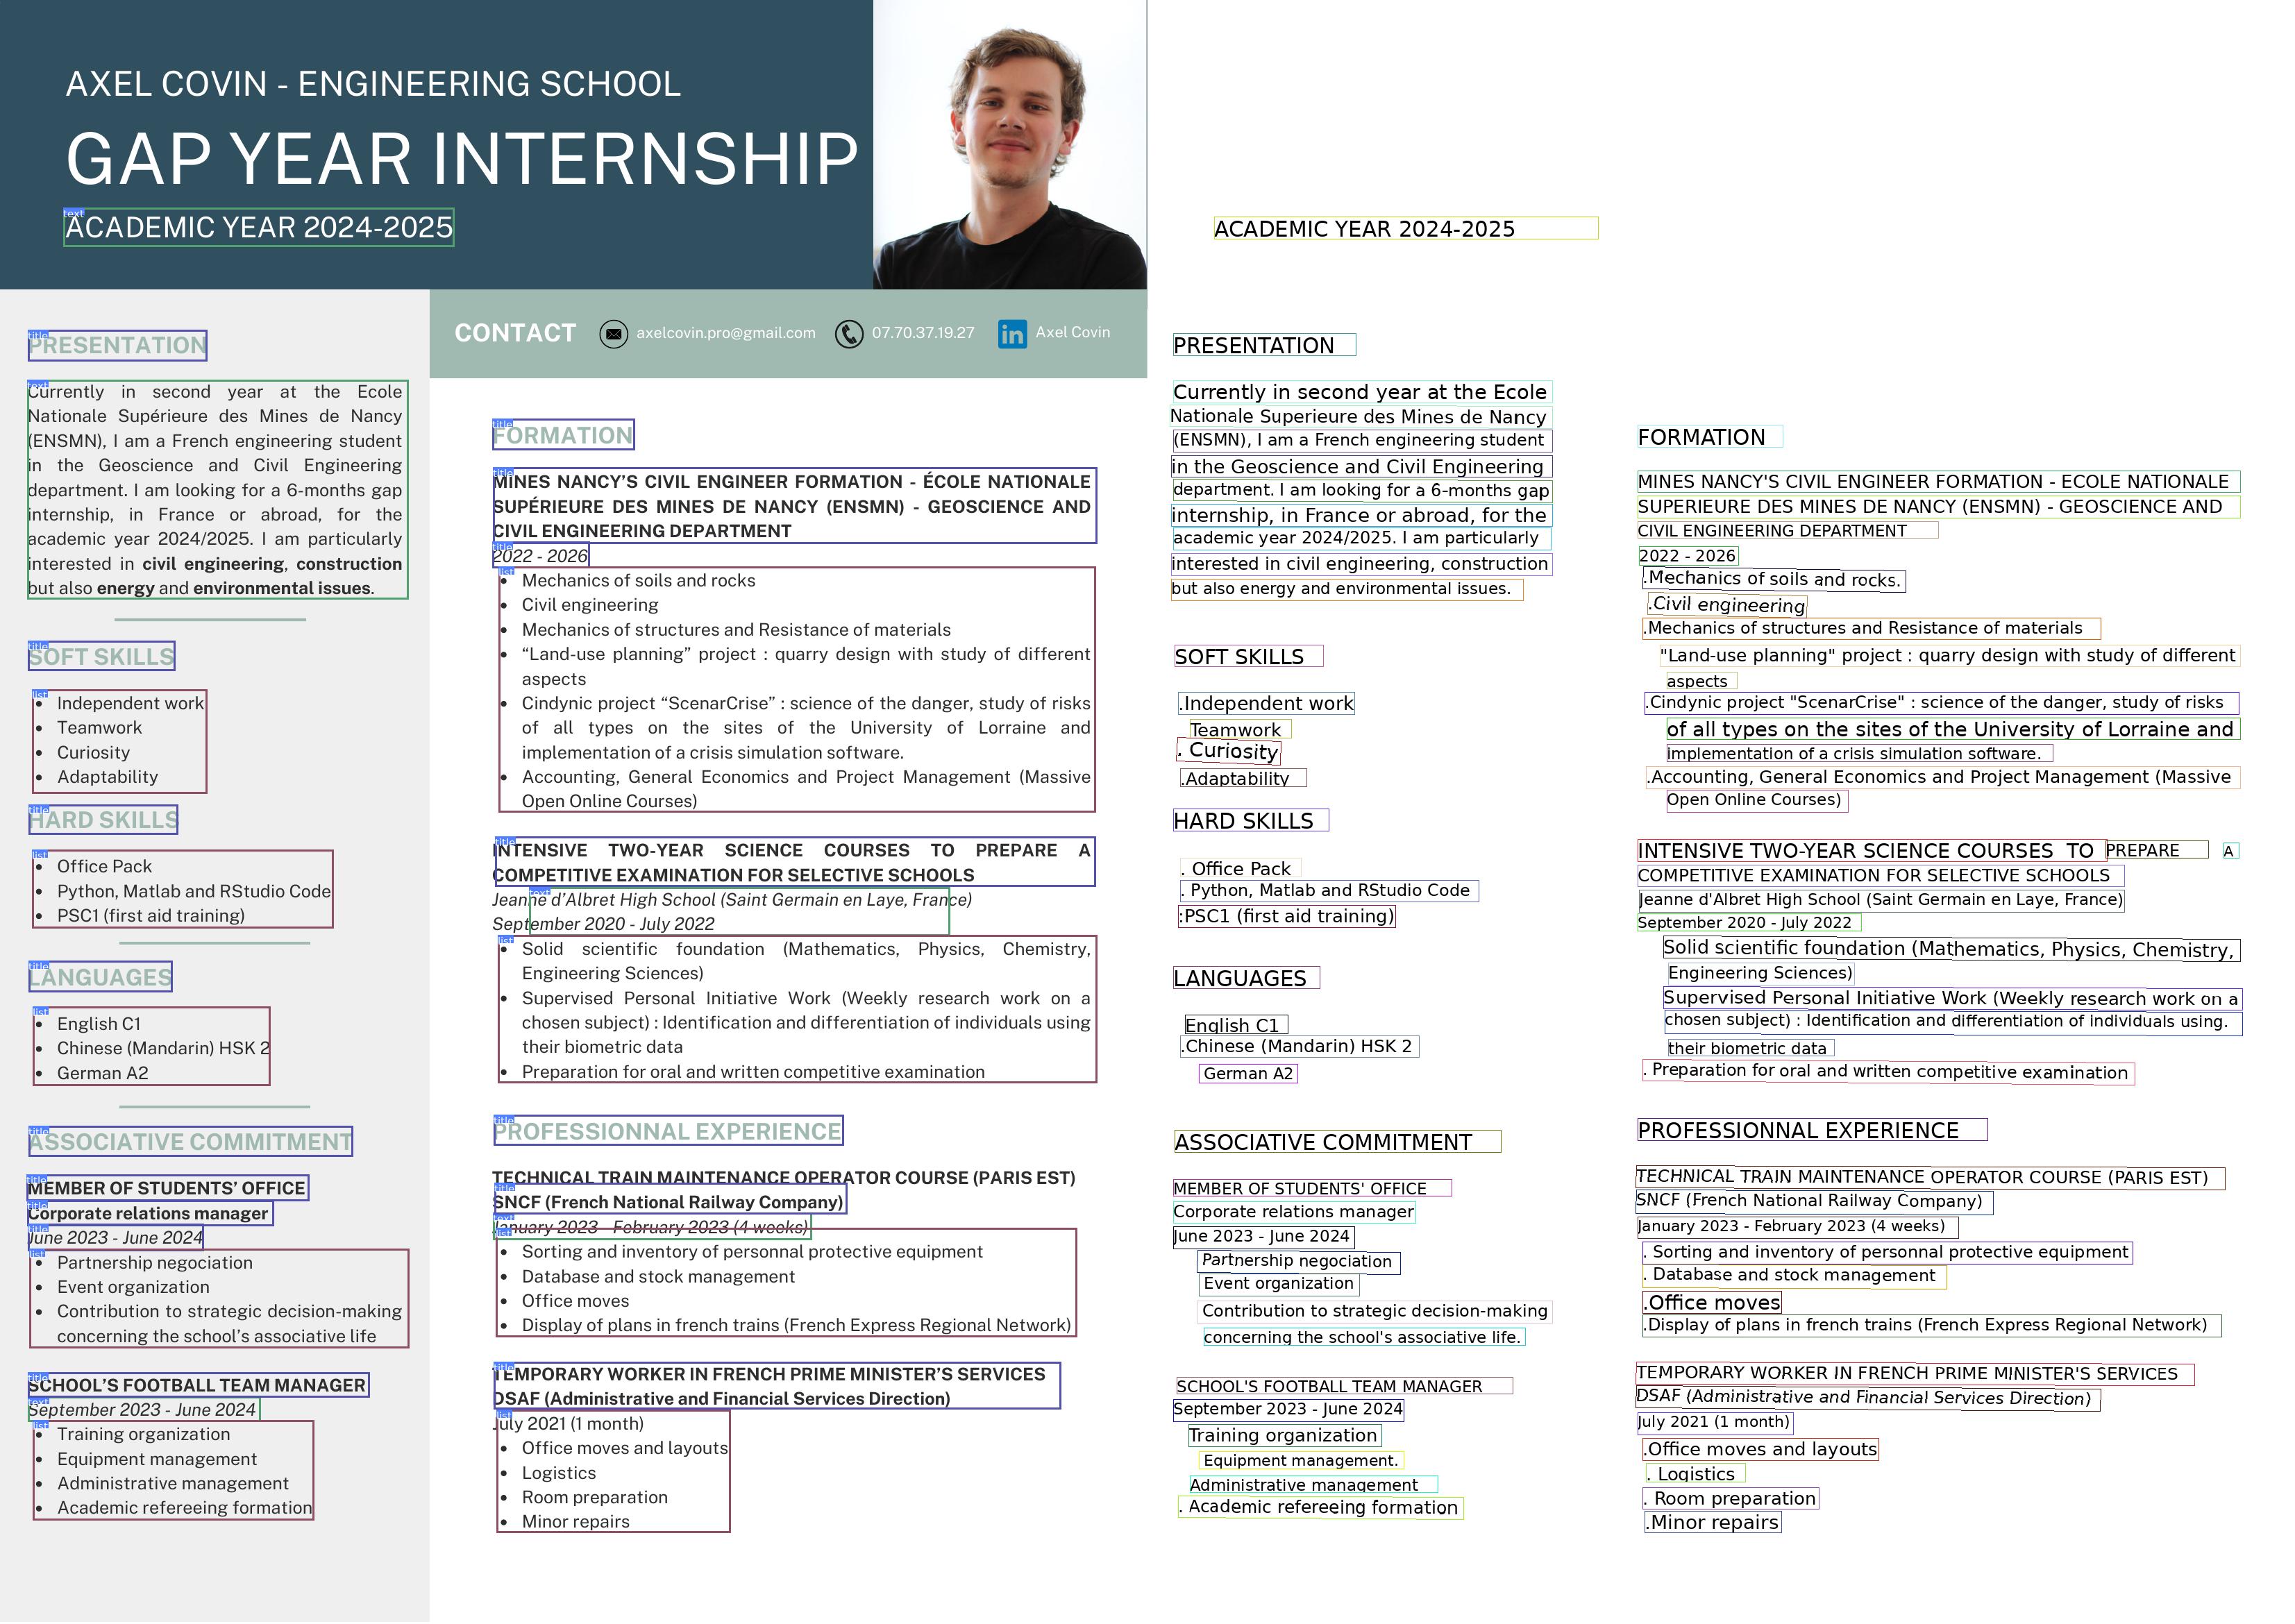 AXEL COVIN - ENGINEERING SCHOOL
GAP YEAR INTERNSHIP
text
ACADEMIC YEAR 2024-2025
CONTACT axelcovin.pro@gmail.com 07.70.37.19.27 in Axel Covin
title
PRESENTATION
text
Currently in second year at the Ecole
Nationale Supérieure des Mines de Nancy
(ENSMN), I am a French engineering student
in the Geoscience and Civil Engineering
department. I am looking for a 6-months gap
internship, in France or abroad, for the
academic year 2024/2025. I am particularly
interested in civil engineering, construction
but also energy and environmental issues.
title
SOFT SKILLS
list
• Independent work
• Teamwork
• Curiosity
• Adaptability
title
HARD SKILLS
list
• Office Pack
• Python, Matlab and RStudio Code
• PSC1 (first aid training)
title
LANGUAGES
list
• English C1
• Chinese (Mandarin) HSK 2
• German A2
title
ASSOCIATIVE COMMITMENT
title
MEMBER OF STUDENTS’ OFFICE
title
Corporate relations manager
title
June 2023 - June 2024
list
• Partnership negociation
• Event organization
• Contribution to strategic decision-making
concerning the school’s associative life
title
SCHOOL’S FOOTBALL TEAM MANAGER
text
September 2023 - June 2024
list
• Training organization
• Equipment management
• Administrative management
• Academic refereeing formation
title
FORMATION
title
MINES NANCY’S CIVIL ENGINEER FORMATION - ÉCOLE NATIONALE
SUPÉRIEURE DES MINES DE NANCY (ENSMN) - GEOSCIENCE AND
CIVIL ENGINEERING DEPARTMENT
title
2022 - 2026
list
• Mechanics of soils and rocks
• Civil engineering
• Mechanics of structures and Resistance of materials
• “Land-use planning” project : quarry design with study of different
aspects
• Cindynic project “ScenarCrise” : science of the danger, study of risks
of all types on the sites of the University of Lorraine and
implementation of a crisis simulation software.
• Accounting, General Economics and Project Management (Massive
Open Online Courses)
title
INTENSIVE TWO-YEAR SCIENCE COURSES TO PREPARE A
COMPETITIVE EXAMINATION FOR SELECTIVE SCHOOLS
text
Jeanne d’Albret High School (Saint Germain en Laye, France)
September 2020 - July 2022
list
• Solid scientific foundation (Mathematics, Physics, Chemistry,
Engineering Sciences)
• Supervised Personal Initiative Work (Weekly research work on a
chosen subject) : Identification and differentiation of individuals using
their biometric data
• Preparation for oral and written competitive examination
title
PROFESSIONNAL EXPERIENCE
TECHNICAL TRAIN MAINTENANCE OPERATOR COURSE (PARIS EST)
title
SNCF (French National Railway Company)
text
January 2023 - February 2023 (4 weeks)
list
• Sorting and inventory of personnal protective equipment
• Database and stock management
• Office moves
• Display of plans in french trains (French Express Regional Network)
title
TEMPORARY WORKER IN FRENCH PRIME MINISTER’S SERVICES
DSAF (Administrative and Financial Services Direction)
list
July 2021 (1 month)
• Office moves and layouts
• Logistics
• Room preparation
• Minor repairs
ACADEMIC YEAR 2024-2025
PRESENTATION
Currently in second year at the Ecole
Nationale Superieure des Mines de Nancy
(ENSMN), I am a French engineering student
in the Geoscience and Civil Engineering
department. I am looking for a 6-months gap
internship, in France or abroad, for the
academic year 2024/2025. I am particularly
interested in civil engineering, construction
but also energy and environmental issues.
SOFT SKILLS
.Independent work
Teamwork
. Curiosity
.Adaptability
HARD SKILLS
. Office Pack
. Python, Matlab and RStudio Code
:PSC1 (first aid training)
LANGUAGES
English C1
.Chinese (Mandarin) HSK 2
German A2
ASSOCIATIVE COMMITMENT
MEMBER OF STUDENTS' OFFICE
Corporate relations manager
June 2023 - June 2024
Partnership negociation
Event organization
Contribution to strategic decision-making
concerning the school's associative life.
SCHOOL'S FOOTBALL TEAM MANAGER
September 2023 - June 2024
Training organization
Equipment management.
Administrative management
. Academic refereeing formation
FORMATION
MINES NANCY'S CIVIL ENGINEER FORMATION - ECOLE NATIONALE
SUPERIEURE DES MINES DE NANCY (ENSMN) - GEOSCIENCE AND
CIVIL ENGINEERING DEPARTMENT
2022 - 2026
.Mechanics of soils and rocks.
.Civil engineering
.Mechanics of structures and Resistance of materials
"Land-use planning" project : quarry design with study of different
aspects
.Cindynic project "ScenarCrise" : science of the danger, study of risks
of all types on the sites of the University of Lorraine and
implementation of a crisis simulation software.
.Accounting, General Economics and Project Management (Massive
Open Online Courses)
INTENSIVE TWO-YEAR SCIENCE COURSES TO PREPARE A
COMPETITIVE EXAMINATION FOR SELECTIVE SCHOOLS
Jeanne d'Albret High School (Saint Germain en Laye, France)
September 2020 - July 2022
Solid scientific foundation (Mathematics, Physics, Chemistry,
Engineering Sciences)
Supervised Personal Initiative Work (Weekly research work on a
chosen subject) : Identification and differentiation of individuals using.
their biometric data
. Preparation for oral and written competitive examination
PROFESSIONNAL EXPERIENCE
TECHNICAL TRAIN MAINTENANCE OPERATOR COURSE (PARIS EST)
SNCF (French National Railway Company)
January 2023 - February 2023 (4 weeks)
. Sorting and inventory of personnal protective equipment
. Database and stock management
.Office moves
.Display of plans in french trains (French Express Regional Network)
TEMPORARY WORKER IN FRENCH PRIME MINISTER'S SERVICES
DSAF (Administrative and Financial Services Direction)
July 2021 (1 month)
.Office moves and layouts
. Logistics
. Room preparation
.Minor repairs